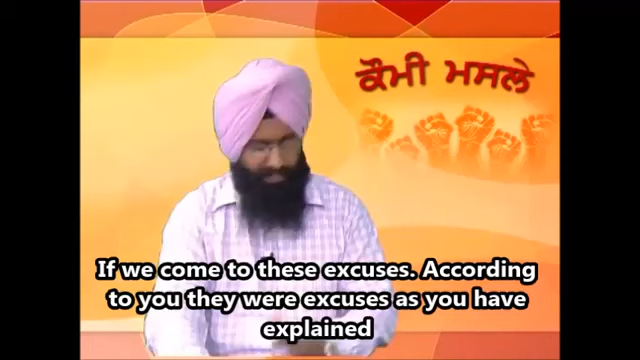 ਕੌਮੀ ਮਸਲੇ
If we come to these excuses. According
to you they were excuses as you have
explained